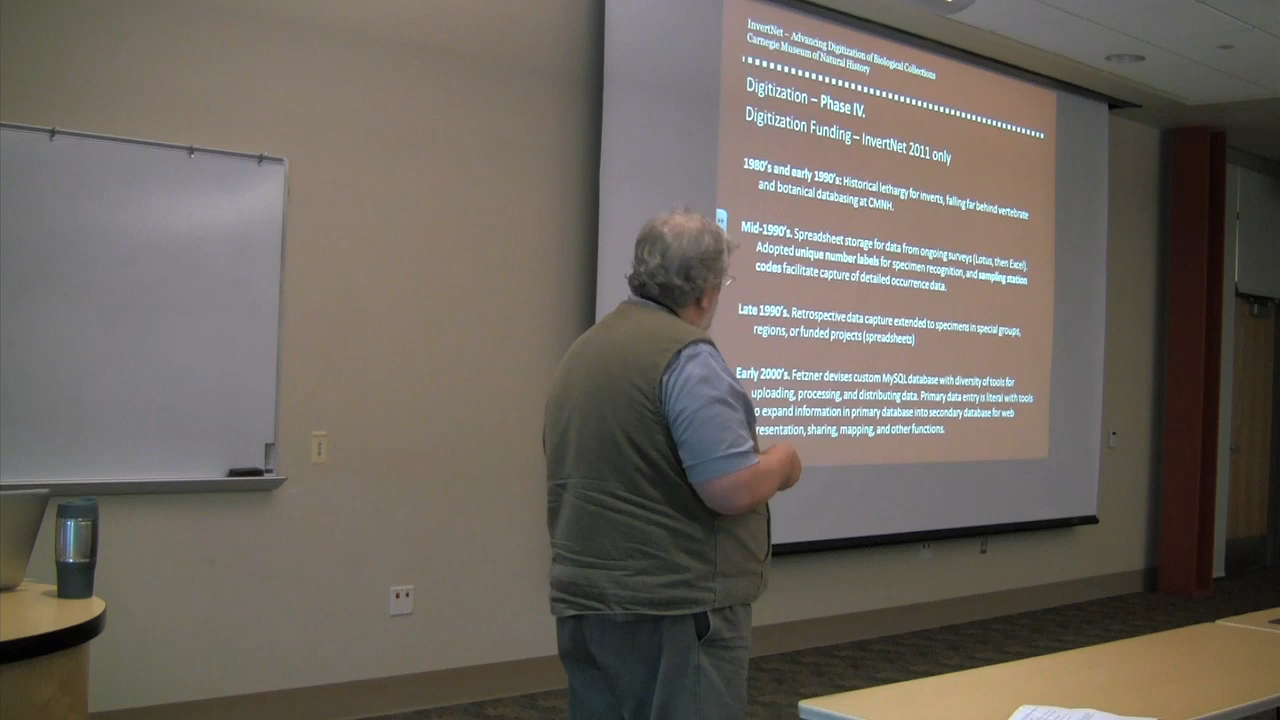 InvertNet – Advancing Digitization of Biological Collections
Carnegie Museum of Natural History
Digitization – Phase IV.
Digitization Funding – InvertNet 2011 only
1980's and early 1990's: Historical lethargy for inverts, falling far behind vertebrate
and botanical databasing at CMNH.
Mid-1990's. Spreadsheet storage for data from ongoing surveys (Lotus, then Excel).
Adopted unique number labels for specimen recognition, and sampling station
codes facilitate capture of detailed occurrence data.
Late 1990's. Retrospective data capture extended to specimens in special groups,
regions, or funded projects (spreadsheets)
Early 2000's. Fetzner devises custom MySQL database with diversity of tools for
uploading, processing, and distributing data. Primary data entry is literal with tools
o expand information in primary database into secondary database for web
resentation, sharing, mapping, and other functions.